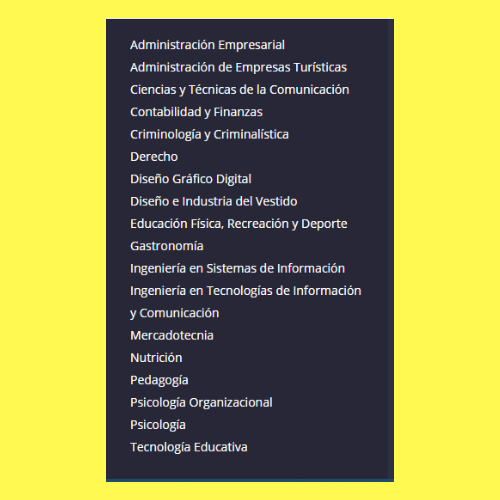 Administración Empresarial
Administración de Empresas Turísticas
Ciencias y Técnicas de la Comunicación
Contabilidad y Finanzas
Criminología y Criminalística
Derecho
Diseño Gráfico Digital
Diseño e Industria del Vestido
Educación Física, Recreación y Deporte
Gastronomía
Ingeniería en Sistemas de Información
Ingeniería en Tecnologías de Información
y Comunicación
Mercadotecnia
Nutrición
Pedagogía
Psicología Organizacional
Psicología
Tecnología Educativa